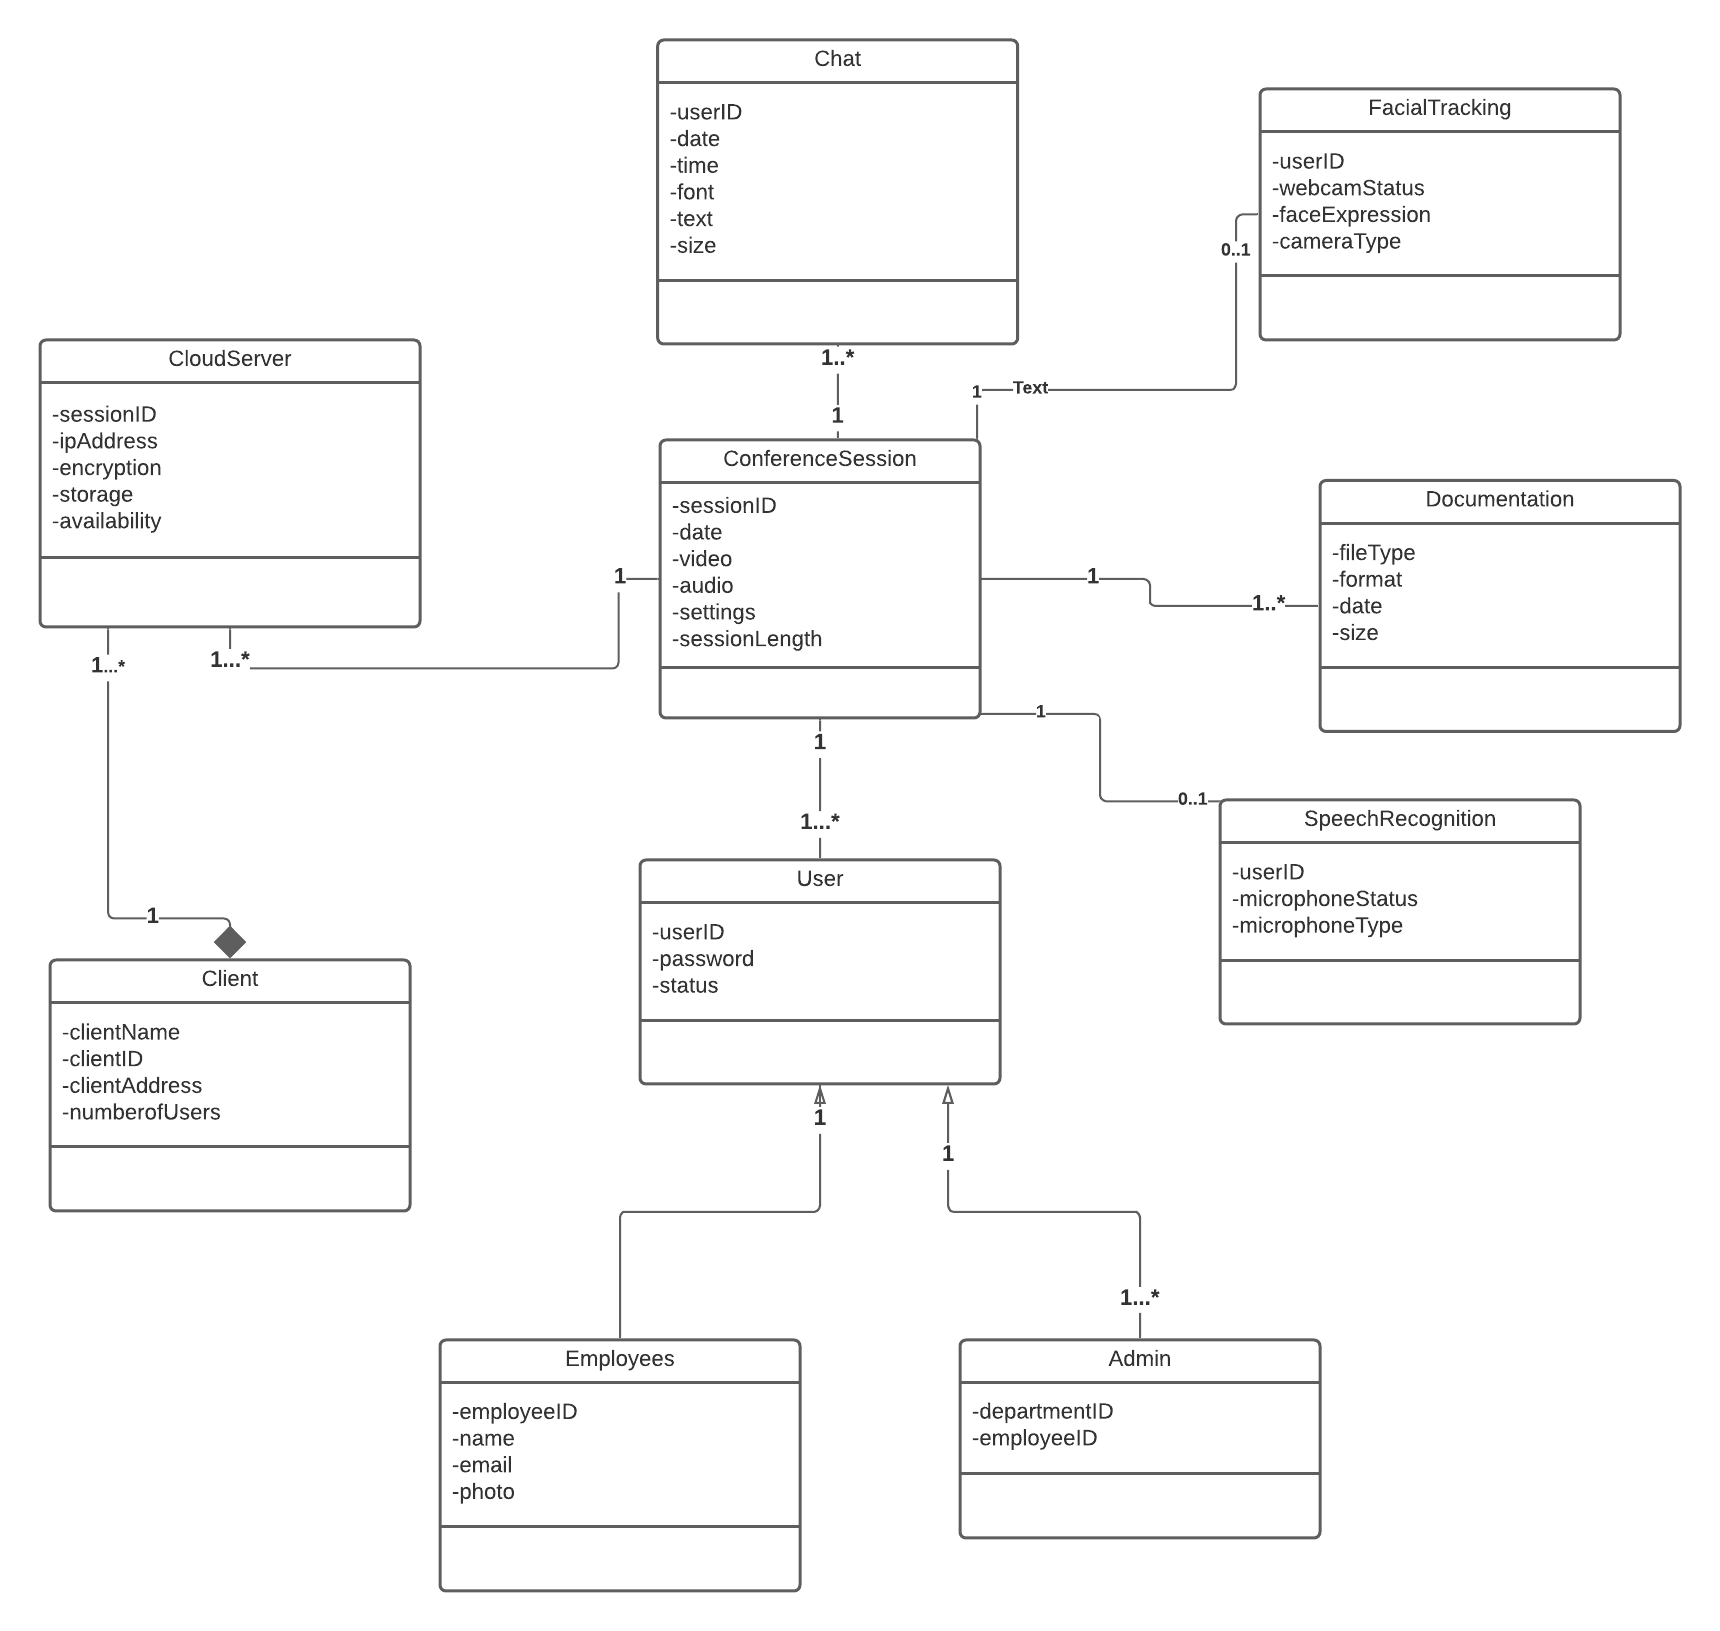 Chat
-userID
-date
-time
-font
-text
-size
FacialTracking
-userID
-webcamStatus
-faceExpression
-cameraType
0..1
CloudServer
-sessionID
-ipAddress
-encryption
-storage
-availability
1..*
1
1
Text
ConferenceSession
-sessionID
-date
-video
-audio
-settings
-sessionLength
Documentation
-fileType
-format
-date
-size
1
1
1..*
1...*
1...*
1
1
1...*
0..1
SpeechRecognition
-userID
-microphoneStatus
-microphoneType
User
-userID
-password
-status
1
Client
-clientName
-clientID
-clientAddress
-numberofUsers
1
1
1...*
Employees
-employeeID
-name
-email
-photo
Admin
-departmentID
-employeeID